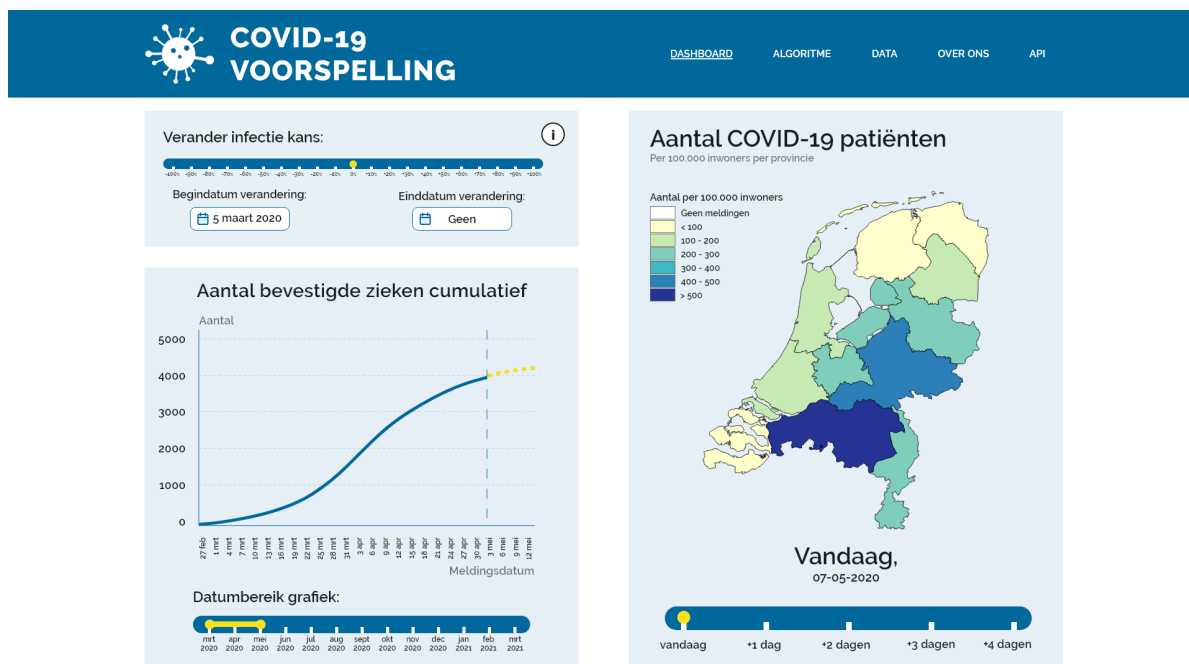 COVID-19
VOORSPELLING
DASHBOARD
ALGORITME
DATA
OVER ONS
API
Verander infectie kans:
i
-100% -90% -80% -70% -60% -50% -40% -30% -20% -10% 0% +10% +20% +30% +40% +50% +60% +70% +80% +90% +100%
Begindatum verandering:
Einddatum verandering:
5 maart 2020
Geen
Aantal bevestigde zieken cumulatief
Aantal
5000
4000
3000
2000
1000
0
27 feb
1 mrt
4 mrt
7 mrt
10 mrt
13 mrt
16 mrt
19 mrt
22 mrt
25 mrt
28 mrt
31 mrt
3 apr
6 apr
9 apr
12 apr
15 apr
18 apr
21 apr
24 apr
27 apr
30 apr
3 mei
6 mei
9 mei
12 mei
Meldingsdatum
Datumbereik grafiek:
mrt apr mei jun jul aug sept okt nov dec jan feb mrt
2020 2020 2020 2020 2020 2020 2020 2020 2020 2020 2021 2021 2021
Aantal COVID-19 patiënten
Per 100.000 inwoners per provincie
Aantal per 100.000 inwoners
Geen meldingen
< 100
100 - 200
200 - 300
300 - 400
400 - 500
> 500
Vandaag,
07-05-2020
vandaag +1 dag +2 dagen +3 dagen +4 dagen